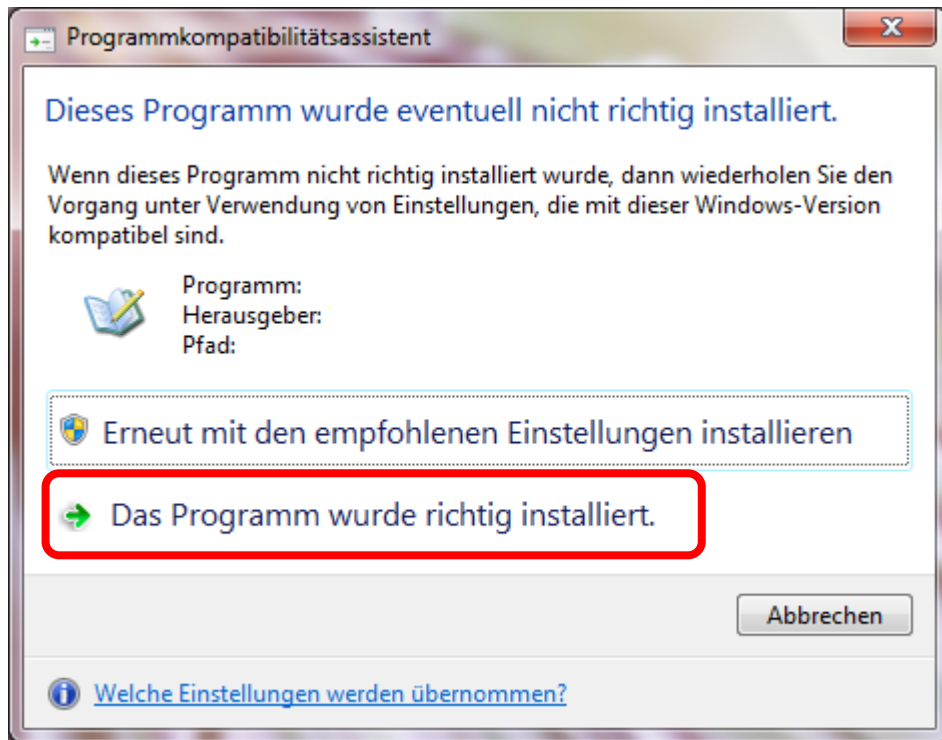 Programmkompatibilitätsassistent
Dieses Programm wurde eventuell nicht richtig installiert.
Wenn dieses Programm nicht richtig installiert wurde, dann wiederholen Sie den
Vorgang unter Verwendung von Einstellungen, die mit dieser Windows-Version
kompatibel sind.
Programm:
Herausgeber:
Pfad:
Erneut mit den empfohlenen Einstellungen installieren
Das Programm wurde richtig installiert.
Abbrechen
Welche Einstellungen werden übernommen?